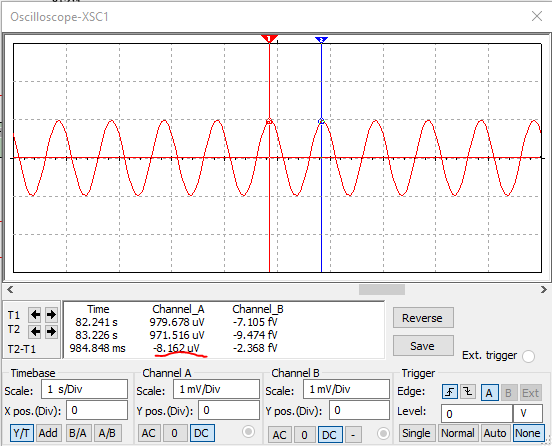 Oscilloscope-XSC1
1 2
T1
T2
T2-T1
Time Channel_A Channel_B
82.241 s 979.678 uV -7.105 fV
83.226 s 971.516 uV -9.474 fV
984.848 ms -8.162 uV -2.368 fV
Reverse
Save
Ext. trigger
Timebase
Scale: 1 s/Div
X pos.(Div): 0
Y/T Add B/A A/B
Channel A
Scale: 1 mV/Div
Y pos.(Div): 0
AC 0 DC
Channel B
Scale: 1 mV/Div
Y pos.(Div): 0
AC 0 DC -
Trigger
Edge: A B Ext
Level: 0 V
Single Normal Auto None